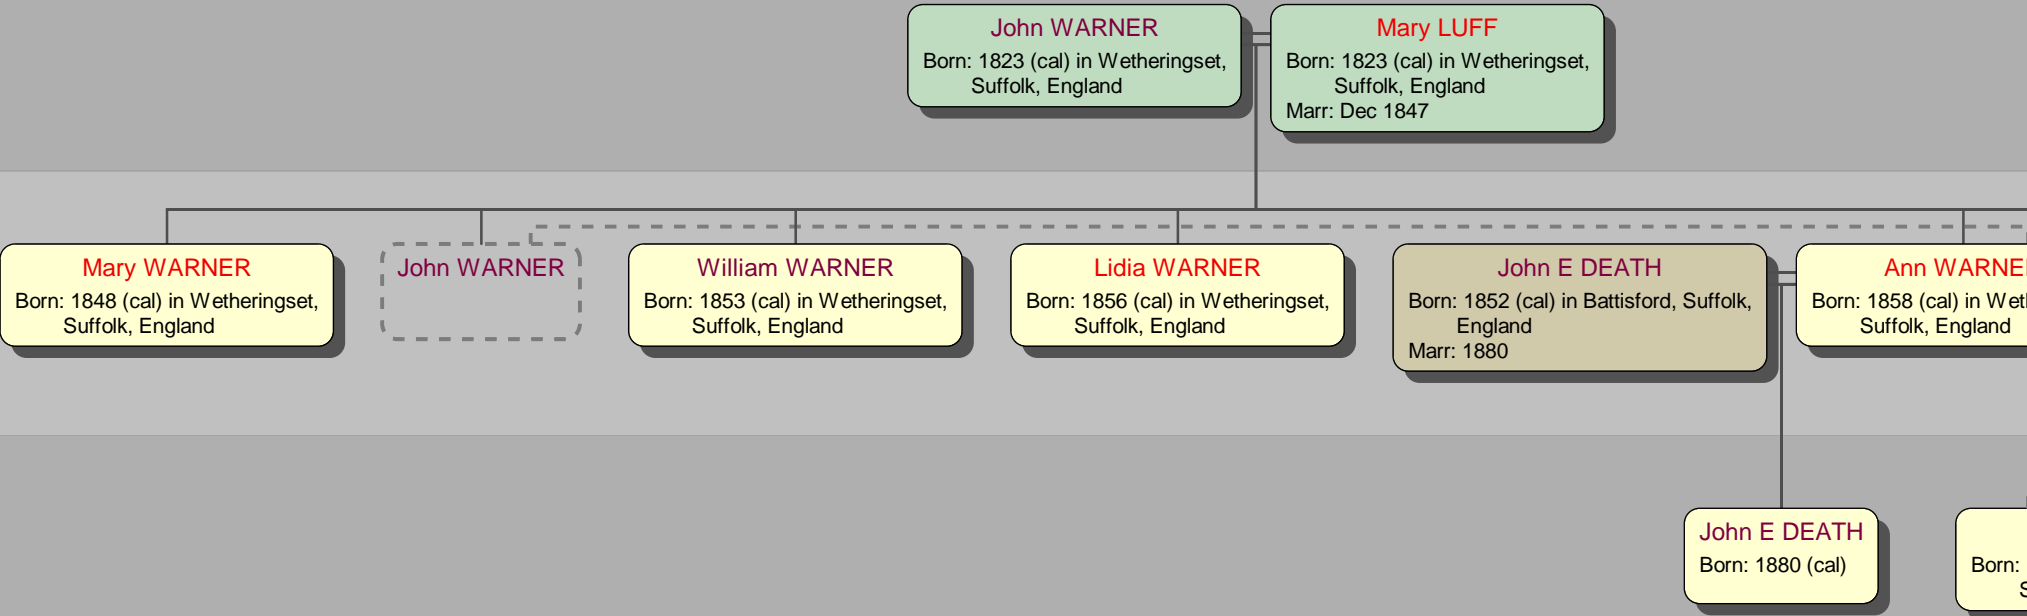 John WARNER
Born: 1823 (cal) in Wetheringset,
Suffolk, England
Mary LUFF
Born: 1823 (cal) in Wetheringset,
Suffolk, England
Marr: Dec 1847
Mary WARNER
Born: 1848 (cal) in Wetheringset,
Suffolk, England
John WARNER
William WARNER
Born: 1853 (cal) in Wetheringset,
Suffolk, England
Lidia WARNER
Born: 1856 (cal) in Wetheringset,
Suffolk, England
John E DEATH
Born: 1852 (cal) in Battisford, Suffolk,
England
Marr: 1880
Ann
Born: 1858 (cal) in
Suffolk, England
John E DEATH
Born: 1880 (cal)
Born: